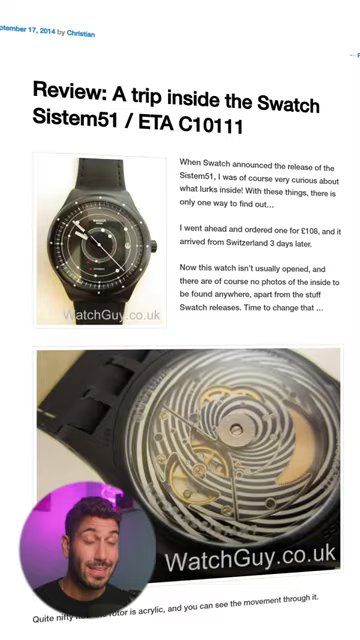 ptember 17, 2014 by Christian
Review: A trip inside the Swatch
Sistem51 / ETA C10111
When Swatch announced the release of the
Sistem51, I was of course very curious about
what lurks inside! With these things, there is
only one way to find out...
I went ahead and ordered one for £108, and it
arrived from Switzerland 3 days later.
Now this watch isn't usually opened, and
there are of course no photos of the inside to
be found anywhere, apart from the stuff
Swatch releases. Time to change that ...
WatchGuy.co.uk
WatchGuy.co.uk
Quite nifty rotor is acrylic, and you can see the movement through it.